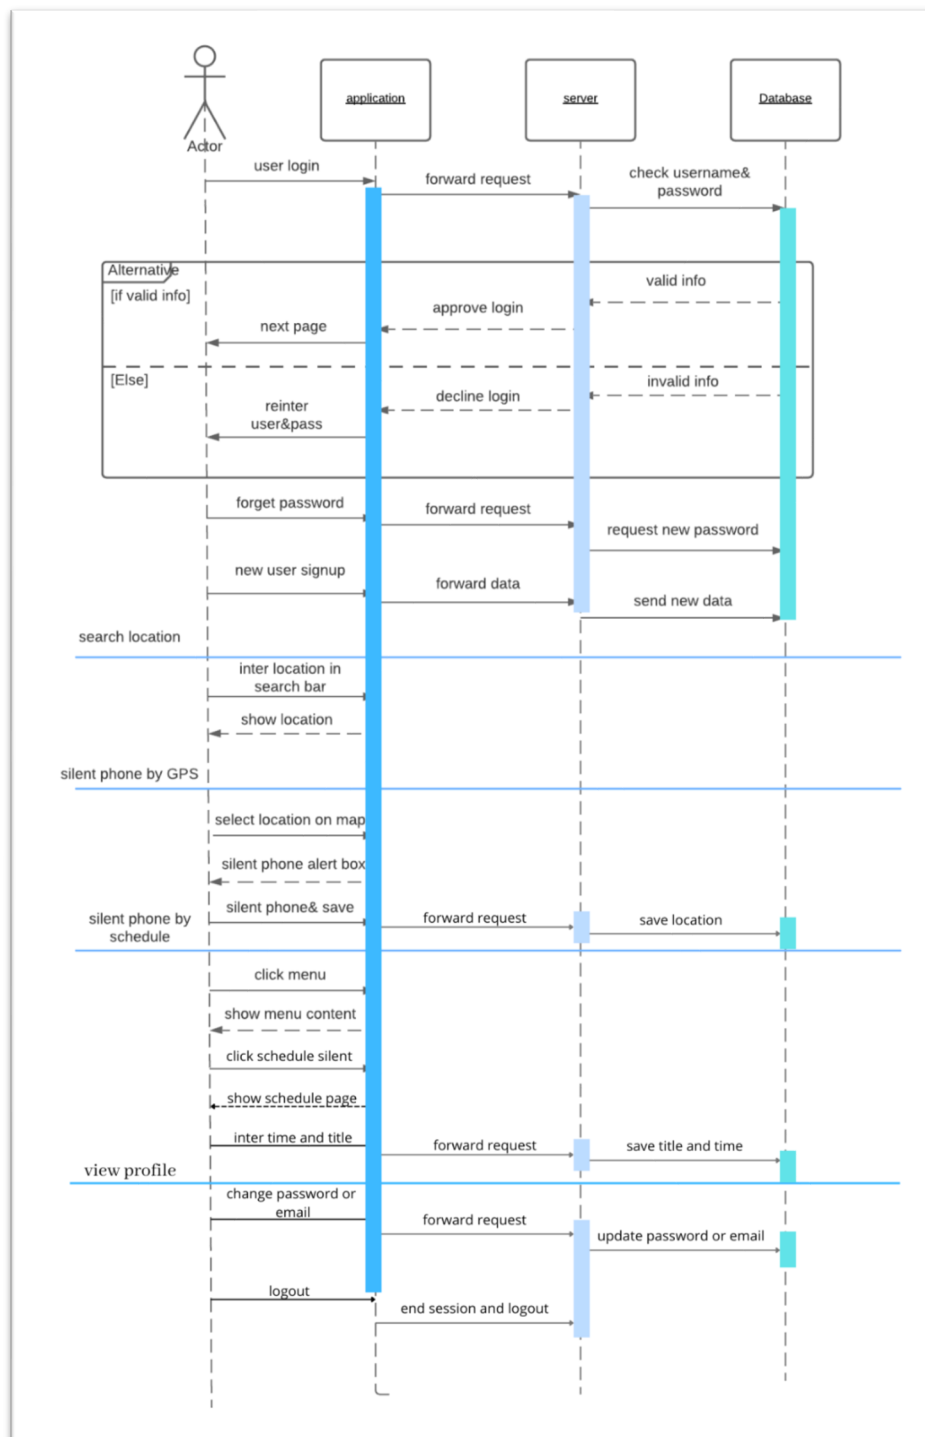 application
server
Database
Actor
user login
forward request
check username&
password
Alternative
[if valid info]
valid info
approve login
next page
[Else]
invalid info
decline login
reinter
user&pass
forget password
forward request
request new password
new user signup
forward data
send new data
search location
inter location in
search bar
show location
silent phone by GPS
select location on map
silent phone alert box
silent phone& save
forward request
save location
silent phone by
schedule
click menu
show menu content
click schedule silent
show schedule page
inter time and title
forward request
save title and time
view profile
change password or
email
forward request
update password or email
logout
end session and logout